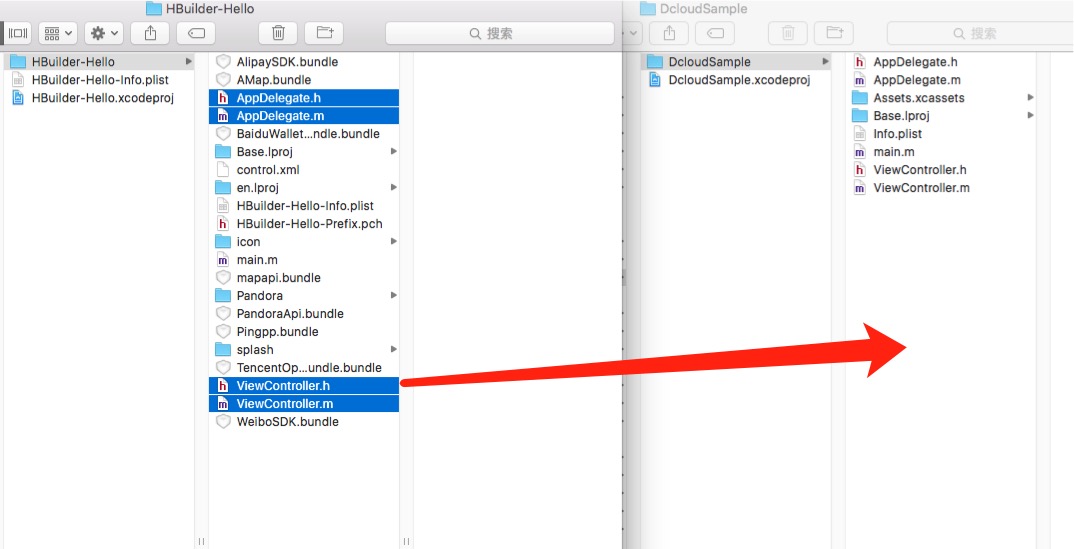 HBuilder-Hello
搜索
HBuilder-Hello
HBuilder-Hello-Info.plist
HBuilder-Hello.xcodeproj
AlipaySDK.bundle
AMap.bundle
AppDelegate.h
AppDelegate.m
BaiduWallet...ndle.bundle
Base.lproj
control.xml
en.lproj
HBuilder-Hello-Info.plist
HBuilder-Hello-Prefix.pch
icon
main.m
mapapi.bundle
Pandora
PandoraApi.bundle
Pingpp.bundle
splash
TencentOp...undle.bundle
ViewController.h
ViewController.m
WeiboSDK.bundle
DcloudSample
搜索
DcloudSample
DcloudSample.xcodeproj
AppDelegate.h
AppDelegate.m
Assets.xcassets
Base.lproj
Info.plist
main.m
ViewController.h
ViewController.m